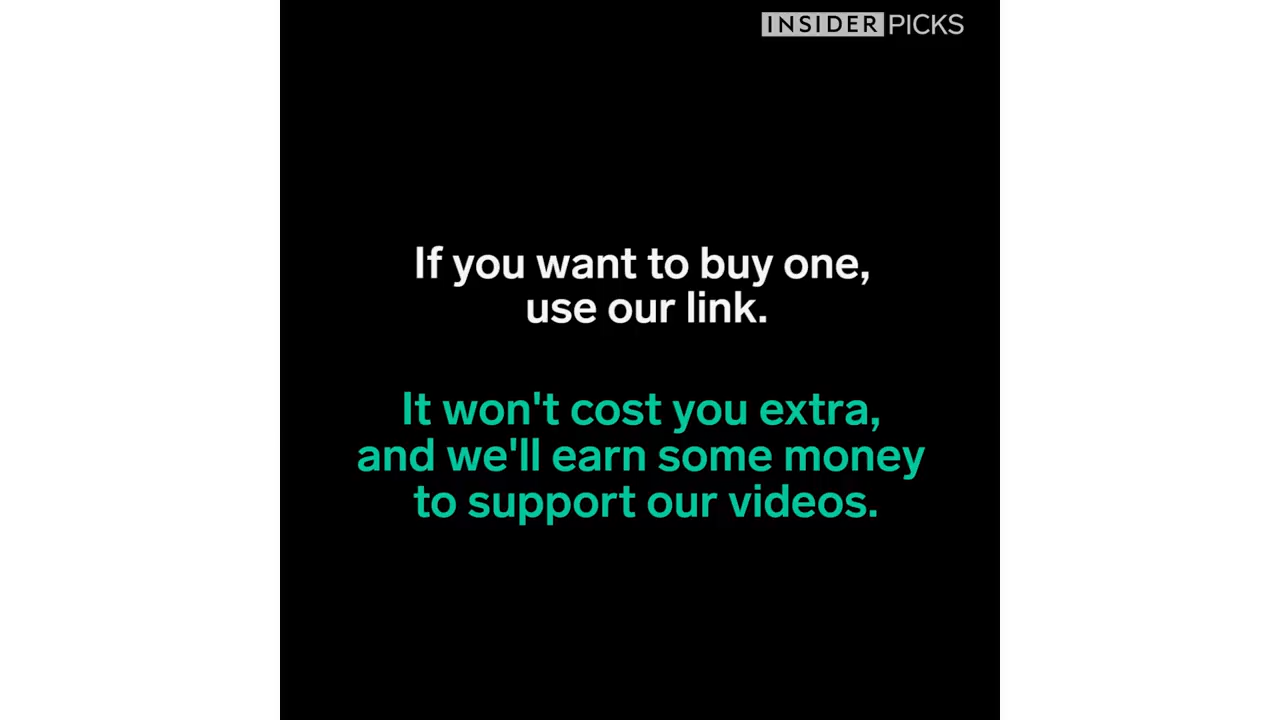 INSIDER PICKS
If you want to buy one,
use our link.
It won't cost you extra,
and we'll earn some money
to support our videos.